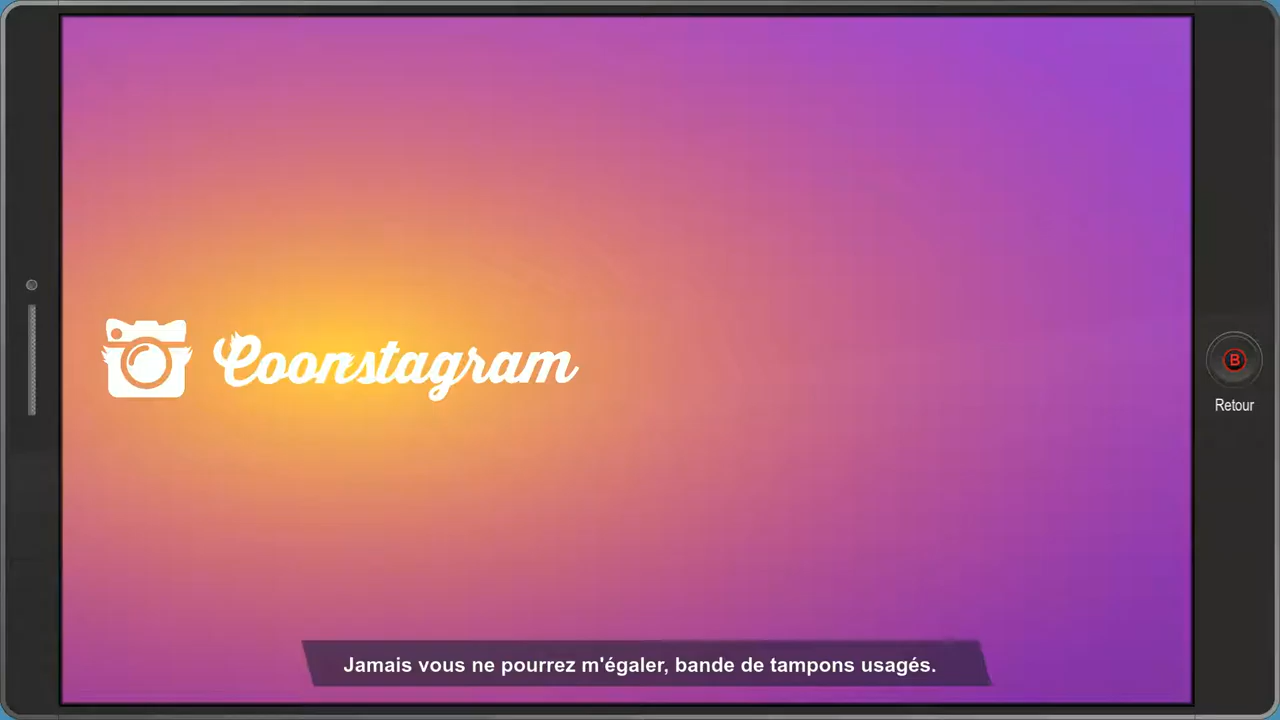 Coonstagram
B
Retour
Jamais vous ne pourrez m'égaler, bande de tampons usagés.